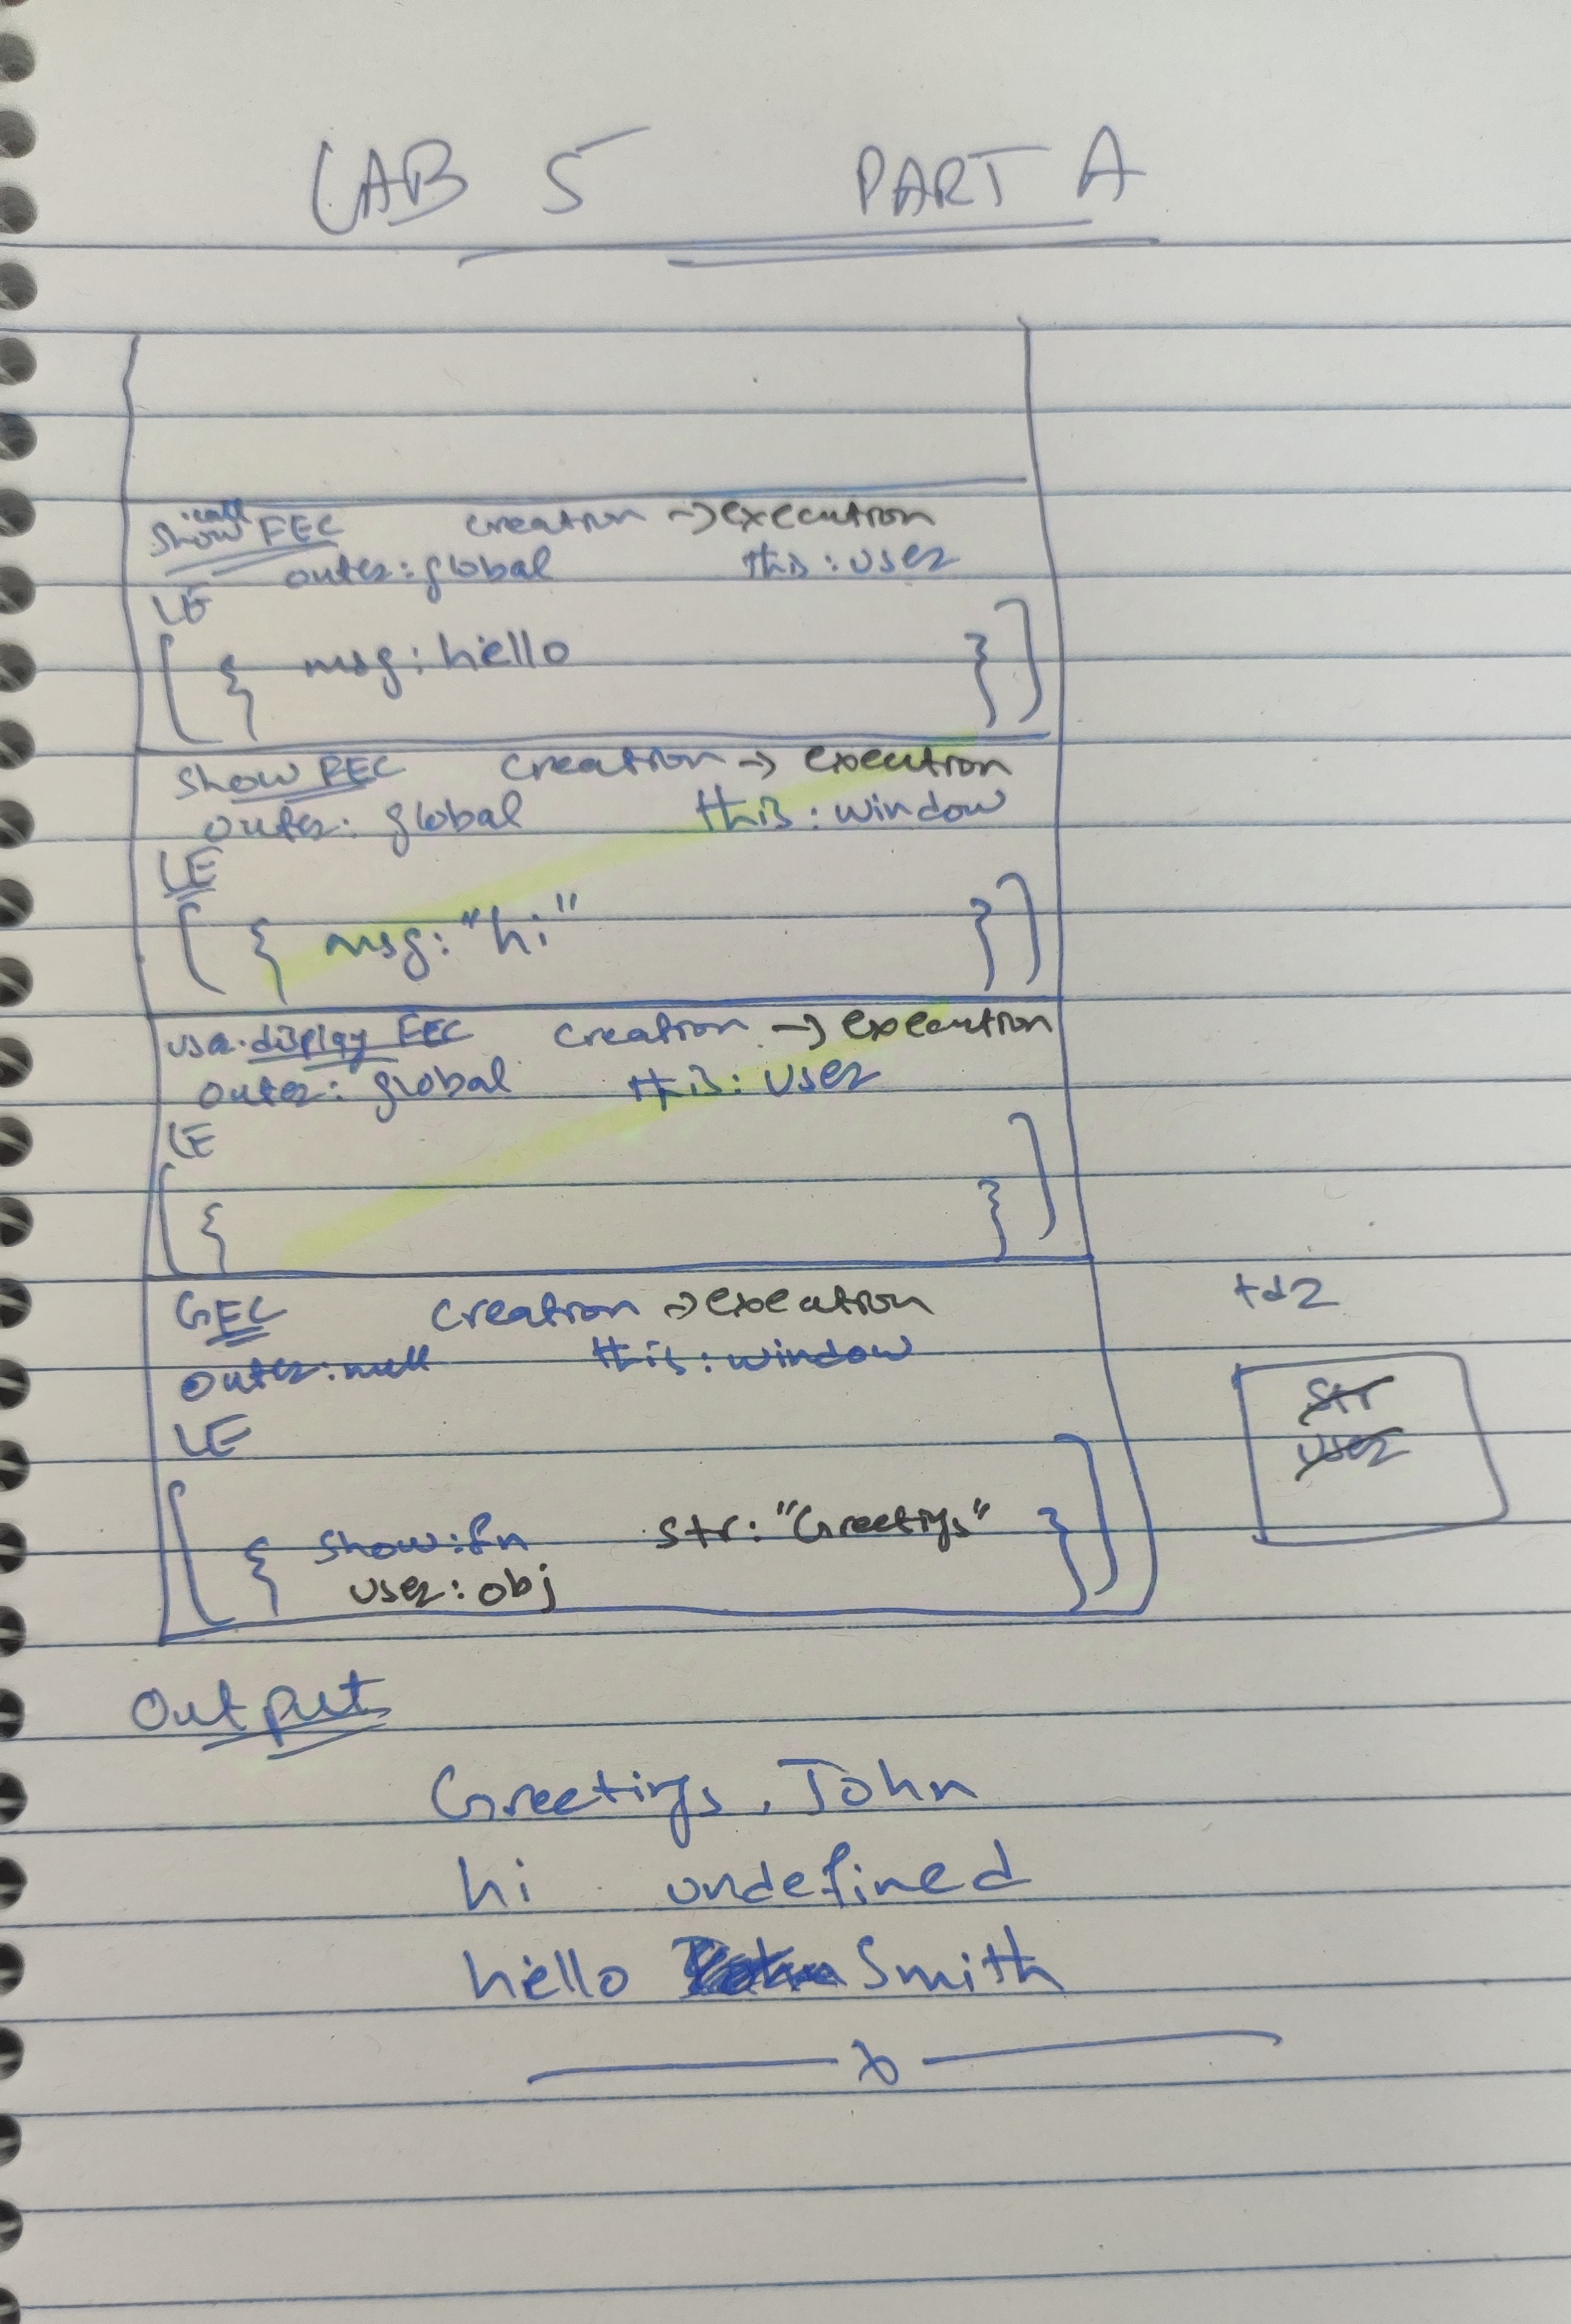 LAB 5 PART A
show.call FEC creation -> execution
outer: global this: user
LE
[ { msg: hello } ]
show FEC creation -> execution
outer: global this: window
LE
[ { msg: "hi" } ]
user.display FEC creation -> execution
outer: global this: user
LE
[ { } ]
GEC creation -> execution
outer: null this: window
LE
[ { show: fn str: "Greetigs" } ]
user: obj
tdz
str
user
Output
Greetings, John
hi undefined
hello Smith